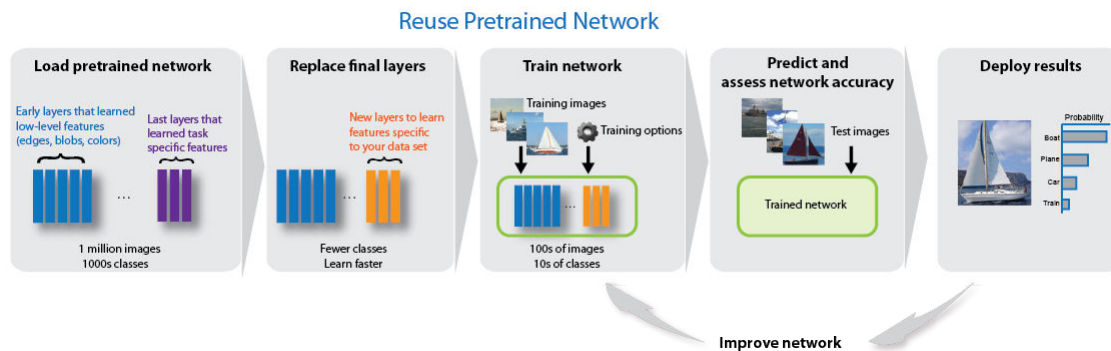 Reuse Pretrained Network
Load pretrained network
Early layers that learned
low-level features
(edges, blobs, colors)
Last layers that
learned task
specific features
...
1 million images
1000s classes
Replace final layers
New layers to learn
features specific
to your data set
...
Fewer classes
Learn faster
Train network
Training images
Training options
...
100s of images
10s of classes
Predict and
assess network accuracy
Test images
Trained network
Deploy results
Probability
Boat
Plane
Car
Train
Improve network